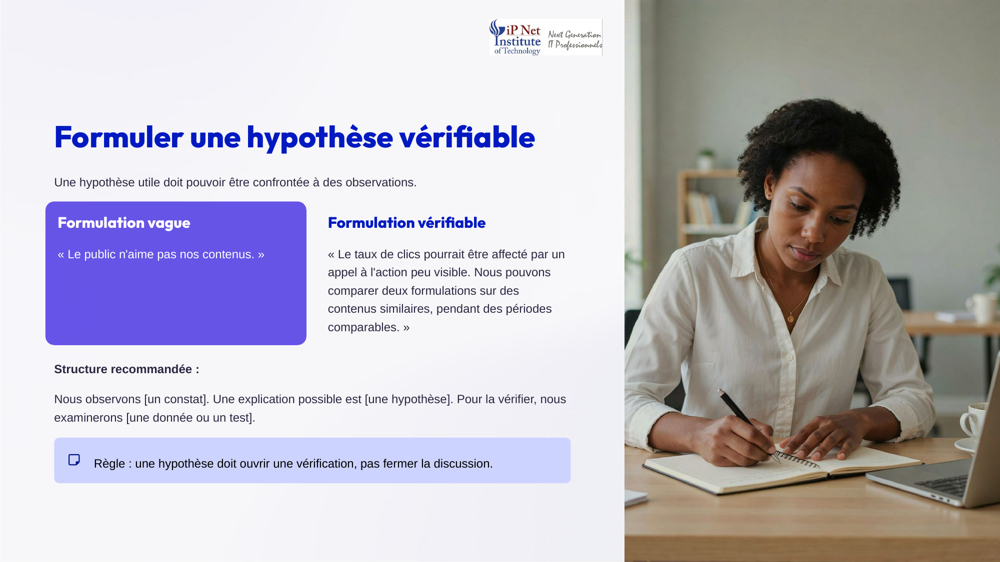 iP Net
Institute
of Technology
Next Generation
IT Professionnels
Formuler une hypothèse vérifiable
Une hypothèse utile doit pouvoir être confrontée à des observations.
Formulation vague
« Le public n'aime pas nos contenus. »
Formulation vérifiable
« Le taux de clics pourrait être affecté par un
appel à l'action peu visible. Nous pouvons
comparer deux formulations sur des
contenus similaires, pendant des périodes
comparables. »
Structure recommandée :
Nous observons [un constat]. Une explication possible est [une hypothèse]. Pour la vérifier, nous
examinerons [une donnée ou un test].
Règle : une hypothèse doit ouvrir une vérification, pas fermer la discussion.